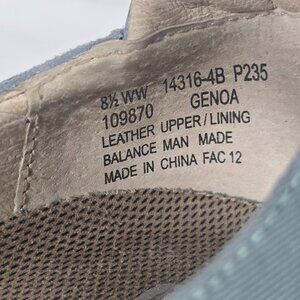 8½ WW 14316-4B P235
109870 GENOA
LEATHER UPPER/LINING
BALANCE MAN MADE
MADE IN CHINA FAC 12